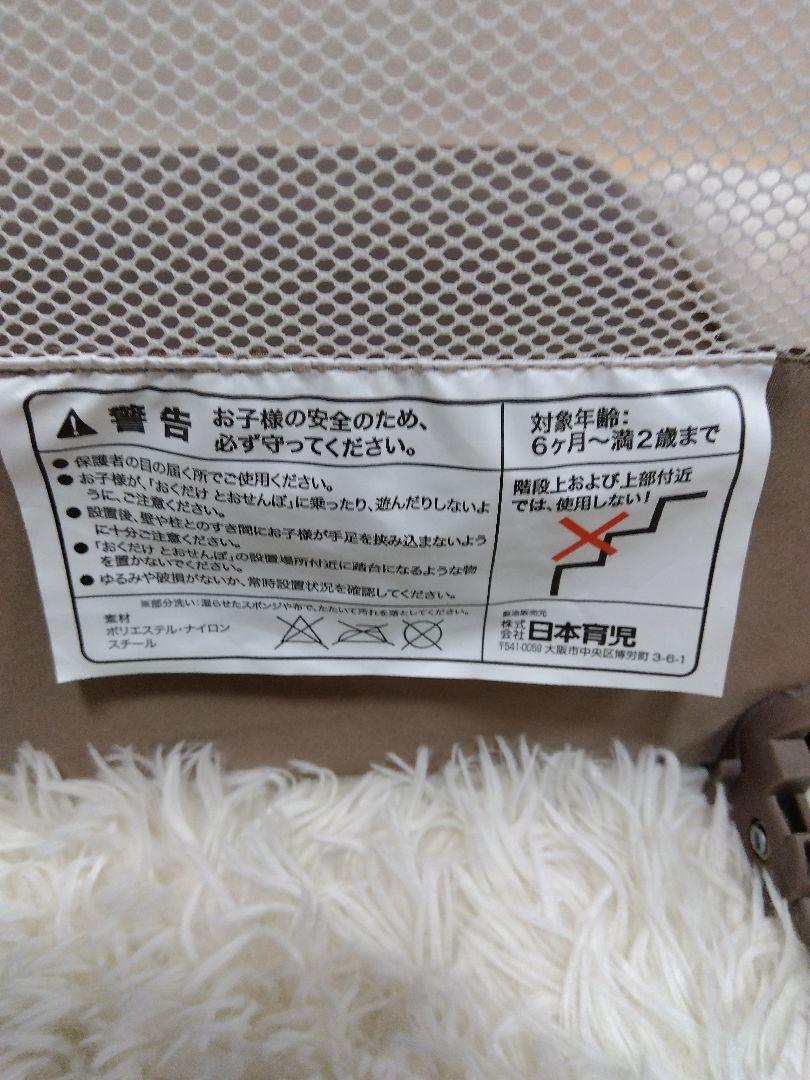 警告 お子様の安全のため、
必ず守ってください。
● 保護者の目の届く所でご使用ください。
● お子様が、「おくだけ とおせんぼ」に乗ったり、遊んだりしないよ
うに、ご注意ください。
● 設置後、壁や柱とのすき間にお子様が手足を挟み込まないよう
に十分ご注意ください。
● 「おくだけ とおせんぼ」の設置場所付近に踏台になるような物
を置かないでください。
● ゆるみや破損がないか、常時設置状況を確認してください。
※部分洗い：湿らせたスポンジや布で、たたいて汚れを落としてください。
素材
ポリエステル・ナイロン
スチール
対象年齢：
6ヶ月〜満2歳まで
階段上および上部付近
では、使用しない！
製造販売元
株式会社 日本育児
〒541-0059 大阪市中央区博労町 3-6-1